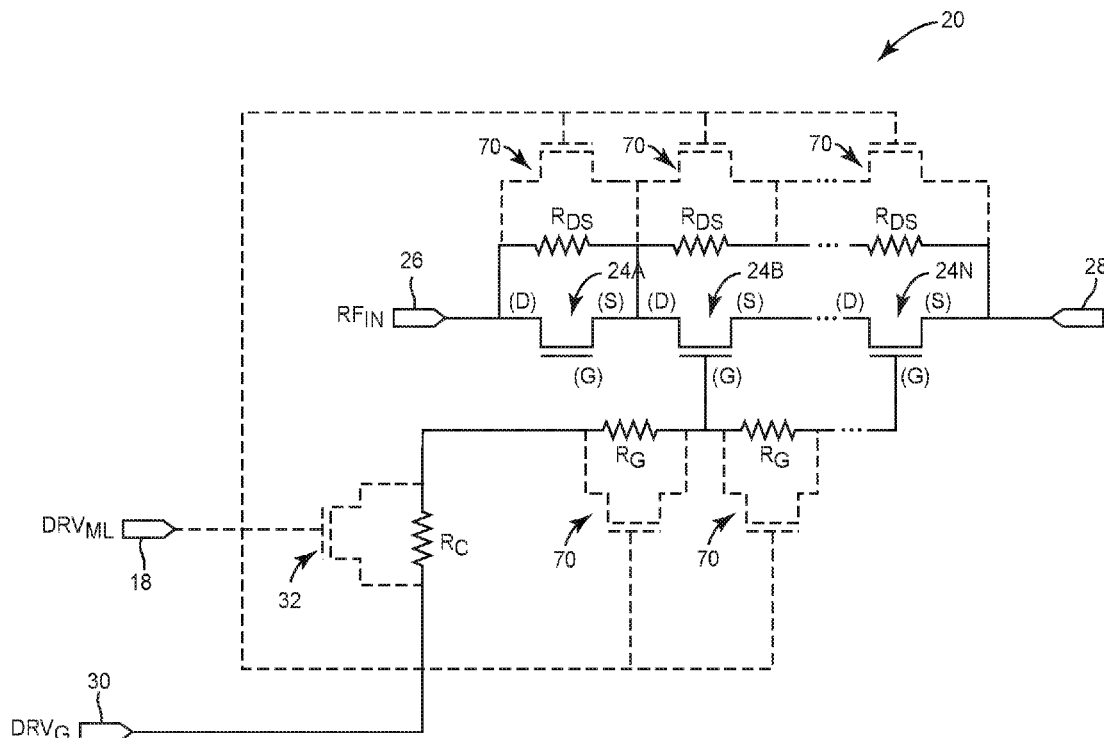 20
70 70 70
R_DS R_DS R_DS
26 24A 24B 24N 28
RF_IN (D) (S) (D) (S) ... (D) (S)
(G) (G) (G)
R_G R_G
DRV_ML R_C
18 32 70 70
30
DRV_G